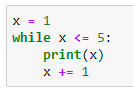 x = 1
while x <= 5:
    print(x)
    x += 1